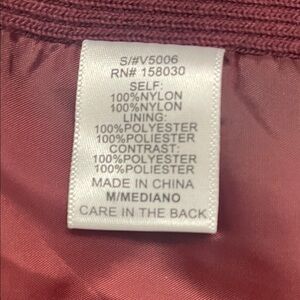 S/#V5006
RN# 158030
SELF:
100%NYLON
100%NYLON
LINING:
100%POLYESTER
100%POLIESTER
CONTRAST:
100%POLYESTER
100%POLIESTER
MADE IN CHINA
M/MEDIANO
CARE IN THE BACK